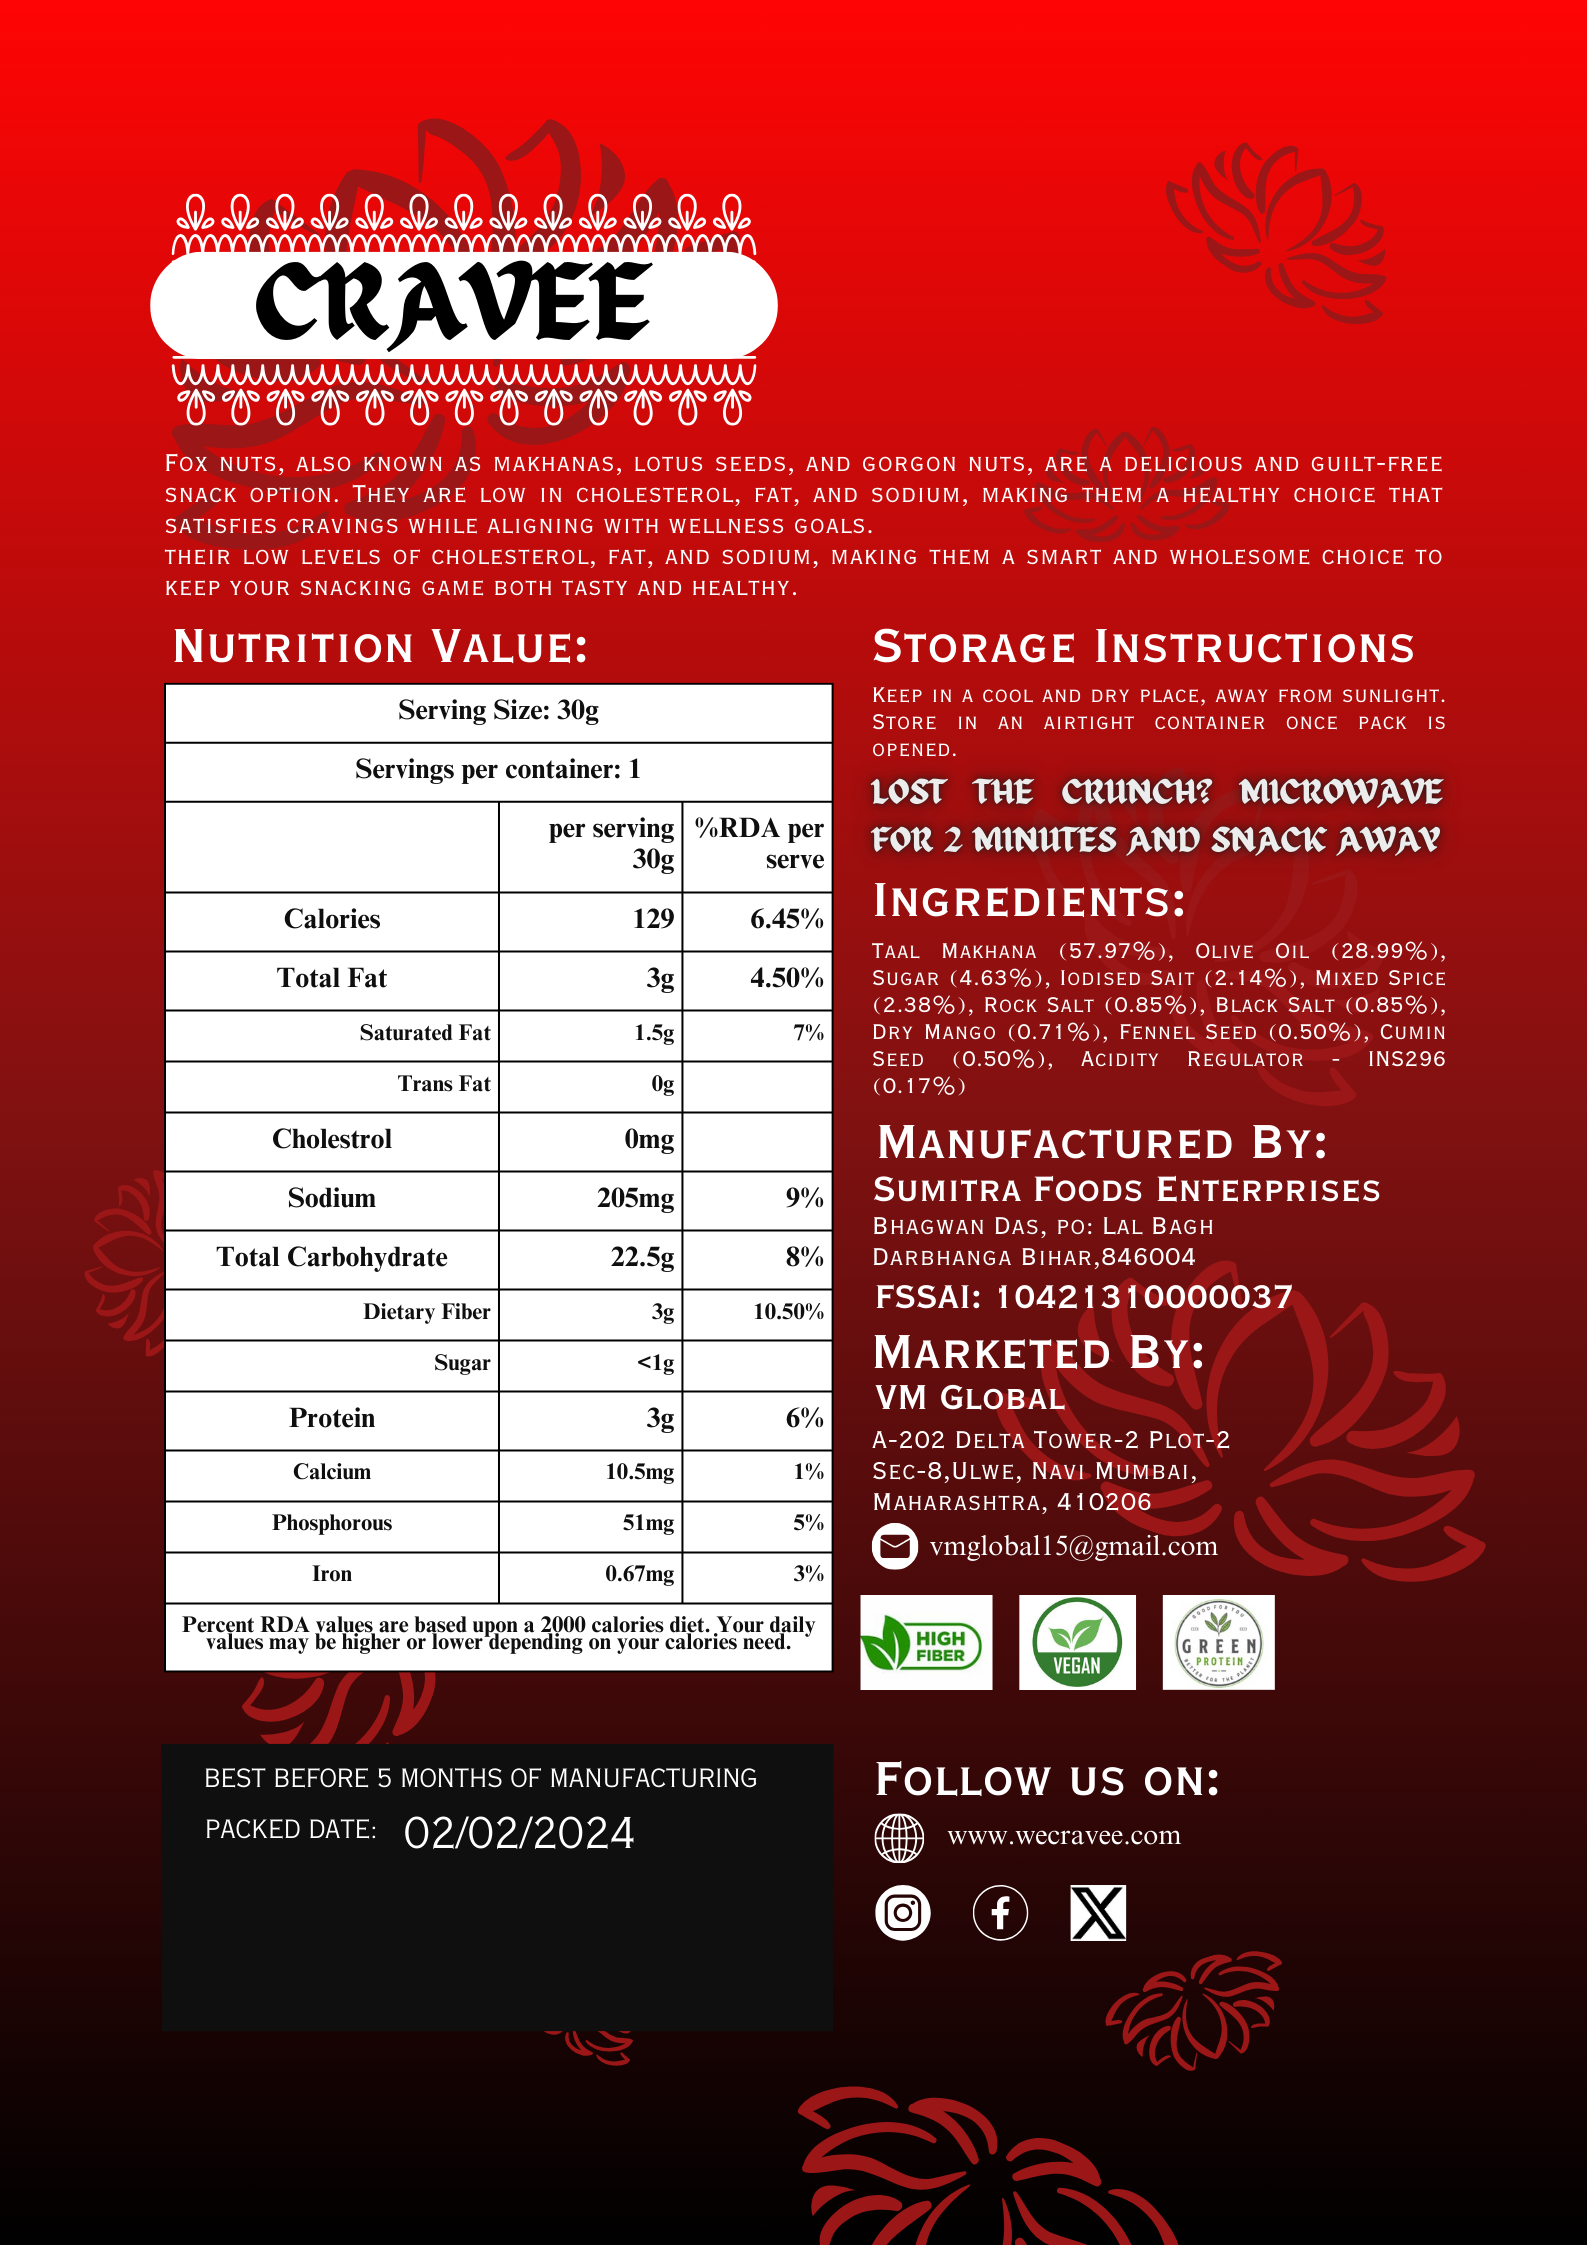 CRAVEE
Fox nuts, also known as makhanas, lotus seeds, and gorgon nuts, are a delicious and guilt-free
snack option. They are low in cholesterol, fat, and sodium, making them a healthy choice that
satisfies cravings while aligning with wellness goals.
their low levels of cholesterol, fat, and sodium, making them a smart and wholesome choice to
keep your snacking game both tasty and healthy.
Nutrition Value:
Serving Size: 30g
Servings per container: 1
per serving 30g %RDA per serve
Calories 129 6.45%
Total Fat 3g 4.50%
Saturated Fat 1.5g 7%
Trans Fat 0g
Cholestrol 0mg
Sodium 205mg 9%
Total Carbohydrate 22.5g 8%
Dietary Fiber 3g 10.50%
Sugar <1g
Protein 3g 6%
Calcium 10.5mg 1%
Phosphorous 51mg 5%
Iron 0.67mg 3%
Percent RDA values are based upon a 2000 calories diet. Your daily
values may be higher or lower depending on your calories need.
BEST BEFORE 5 MONTHS OF MANUFACTURING
PACKED DATE: 02/02/2024
Storage Instructions
Keep in a cool and dry place, away from sunlight.
Store in an airtight container once pack is
opened.
LOST THE CRUNCH? MICROWAVE
FOR 2 MINUTES AND SNACK AWAY
Ingredients:
Taal Makhana (57.97%), Olive Oil (28.99%),
Sugar (4.63%), Iodised Sait (2.14%), Mixed Spice
(2.38%), Rock Salt (0.85%), Black Salt (0.85%),
Dry Mango (0.71%), Fennel Seed (0.50%), Cumin
Seed (0.50%), Acidity Regulator - INS296
(0.17%)
Manufactured By:
Sumitra Foods Enterprises
Bhagwan Das, po: Lal Bagh
Darbhanga Bihar,846004
FSSAI: 10421310000037
Marketed By:
VM Global
A-202 Delta Tower-2 Plot-2
Sec-8,Ulwe, Navi Mumbai,
Maharashtra, 410206
vmglobal15@gmail.com
HIGH
FIBER
VEGAN
GOOD FOR YOU
GREEN
PROTEIN
BETTER FOR THE PLANET
Follow us on:
www.wecravee.com